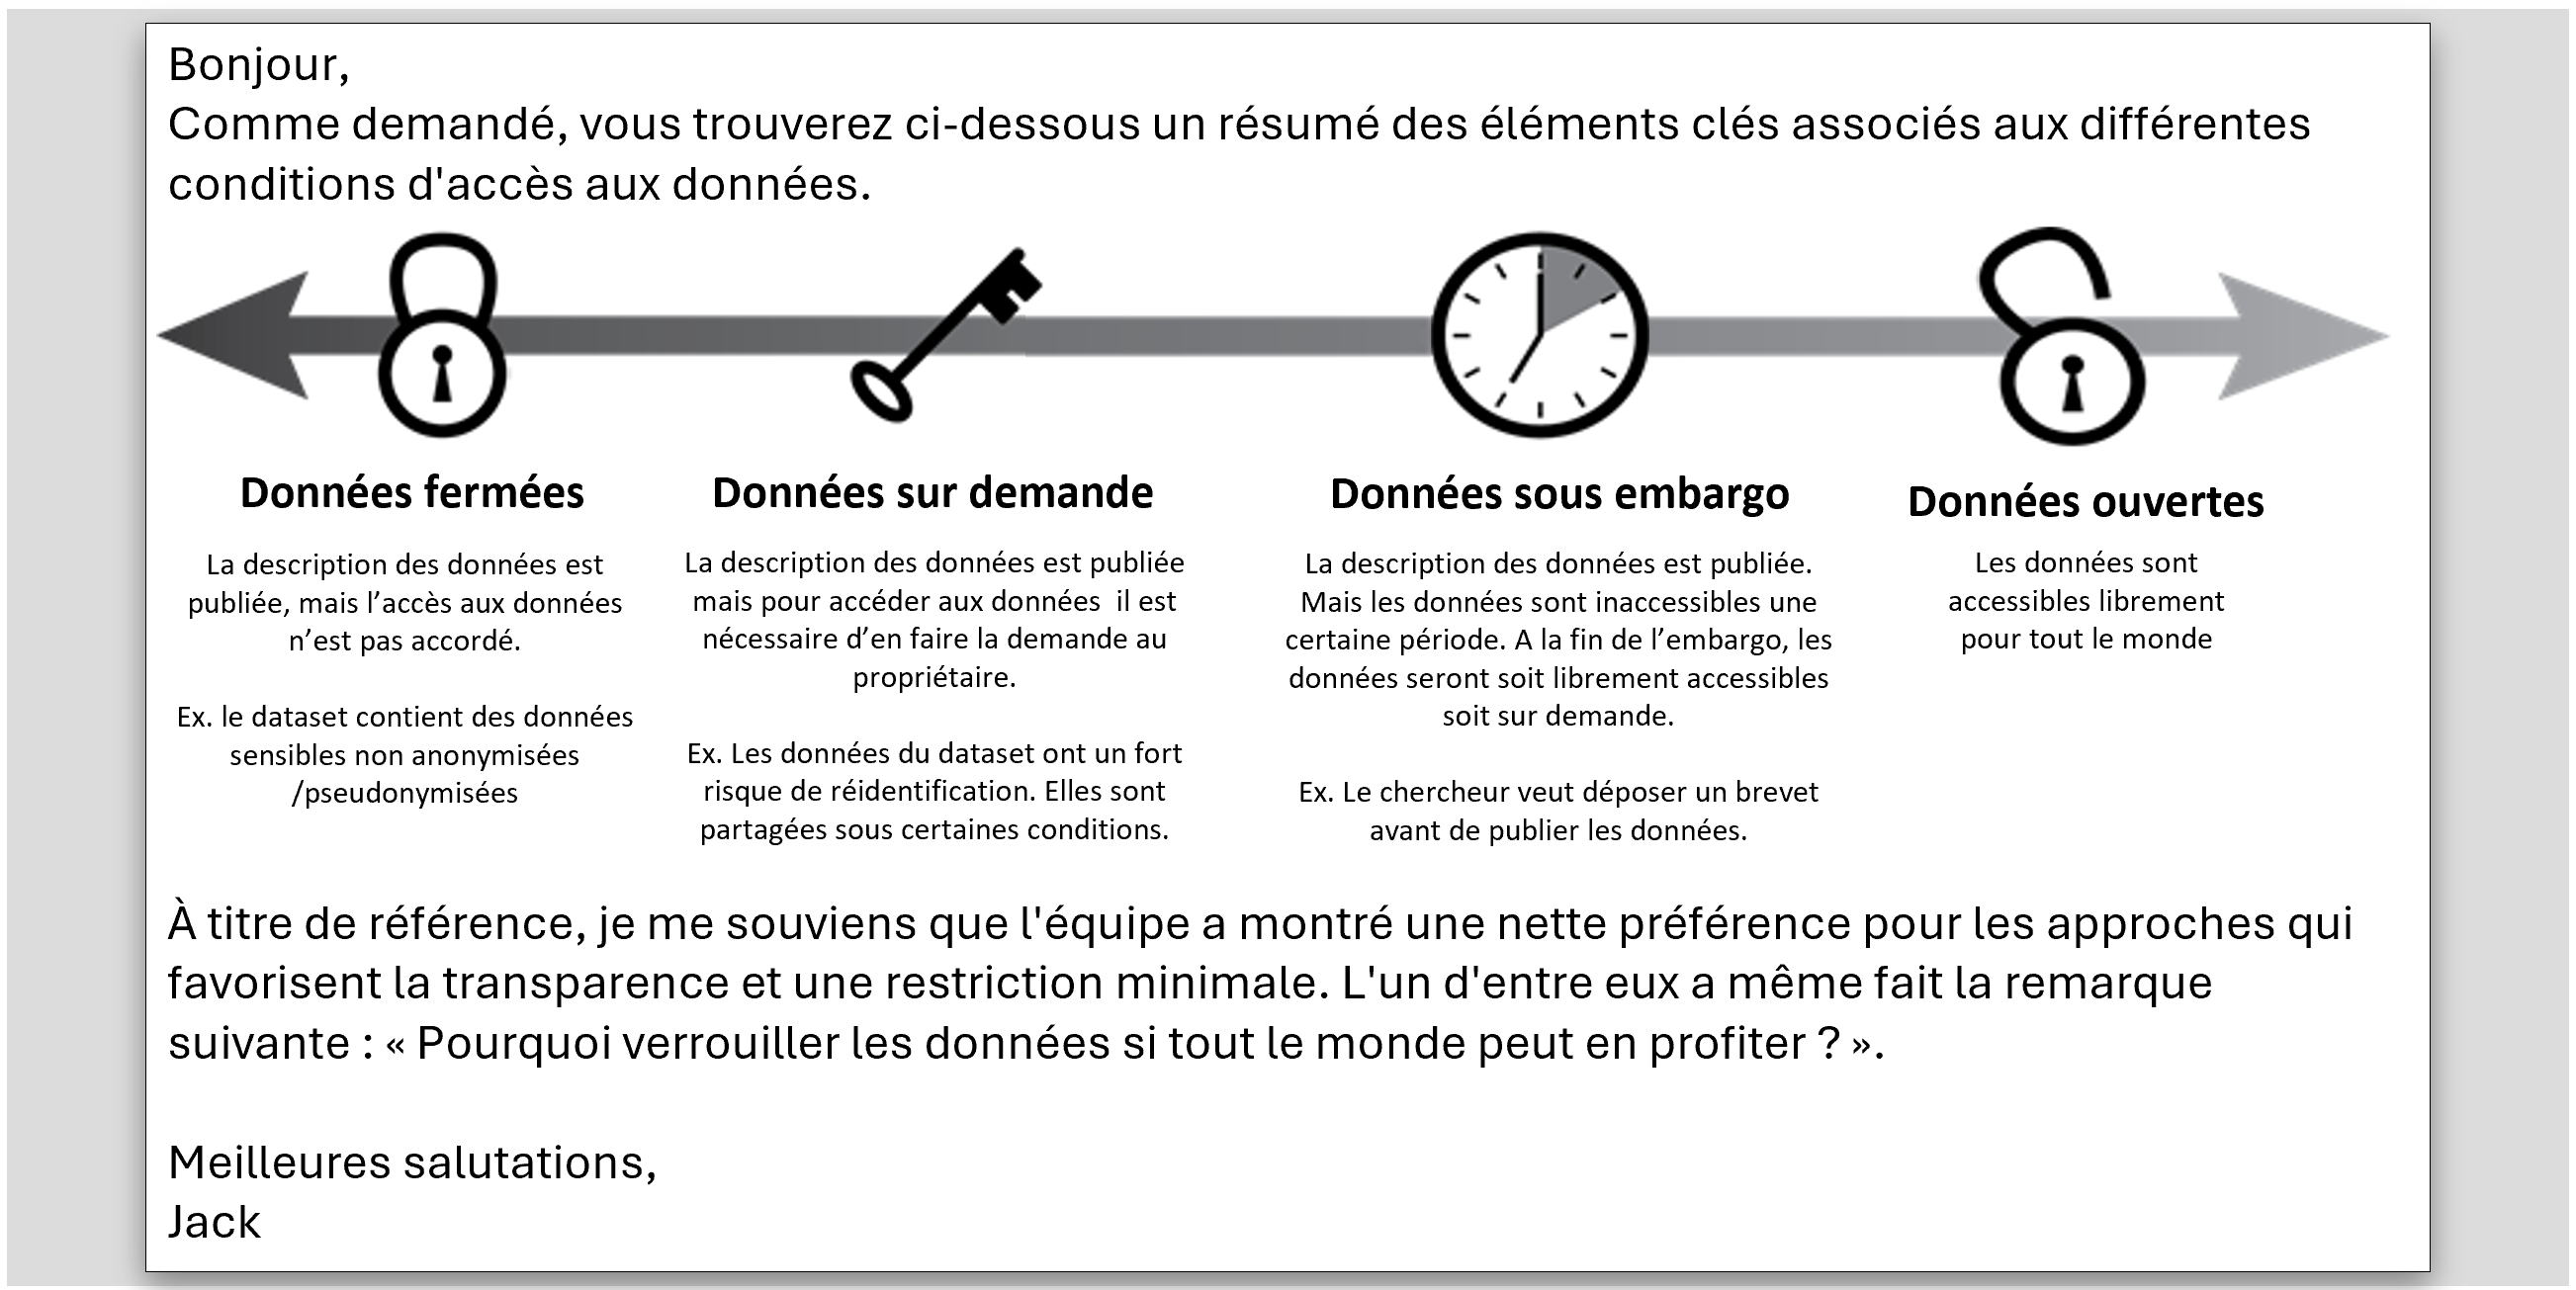 Bonjour,
Comme demandé, vous trouverez ci-dessous un résumé des éléments clés associés aux différentes
conditions d'accès aux données.
Données fermées
La description des données est
publiée, mais l’accès aux données
n’est pas accordé.
Ex. le dataset contient des données
sensibles non anonymisées
/pseudonymisées
Données sur demande
La description des données est publiée
mais pour accéder aux données  il est
nécessaire d’en faire la demande au
propriétaire.
Ex. Les données du dataset ont un fort
risque de réidentification. Elles sont
partagées sous certaines conditions.
Données sous embargo
La description des données est publiée.
Mais les données sont inaccessibles une
certaine période. A la fin de l’embargo, les
données seront soit librement accessibles
soit sur demande.
Ex. Le chercheur veut déposer un brevet
avant de publier les données.
Données ouvertes
Les données sont
accessibles librement
pour tout le monde
À titre de référence, je me souviens que l'équipe a montré une nette préférence pour les approches qui
favorisent la transparence et une restriction minimale. L'un d'entre eux a même fait la remarque
suivante : « Pourquoi verrouiller les données si tout le monde peut en profiter ? ».
Meilleures salutations,
Jack